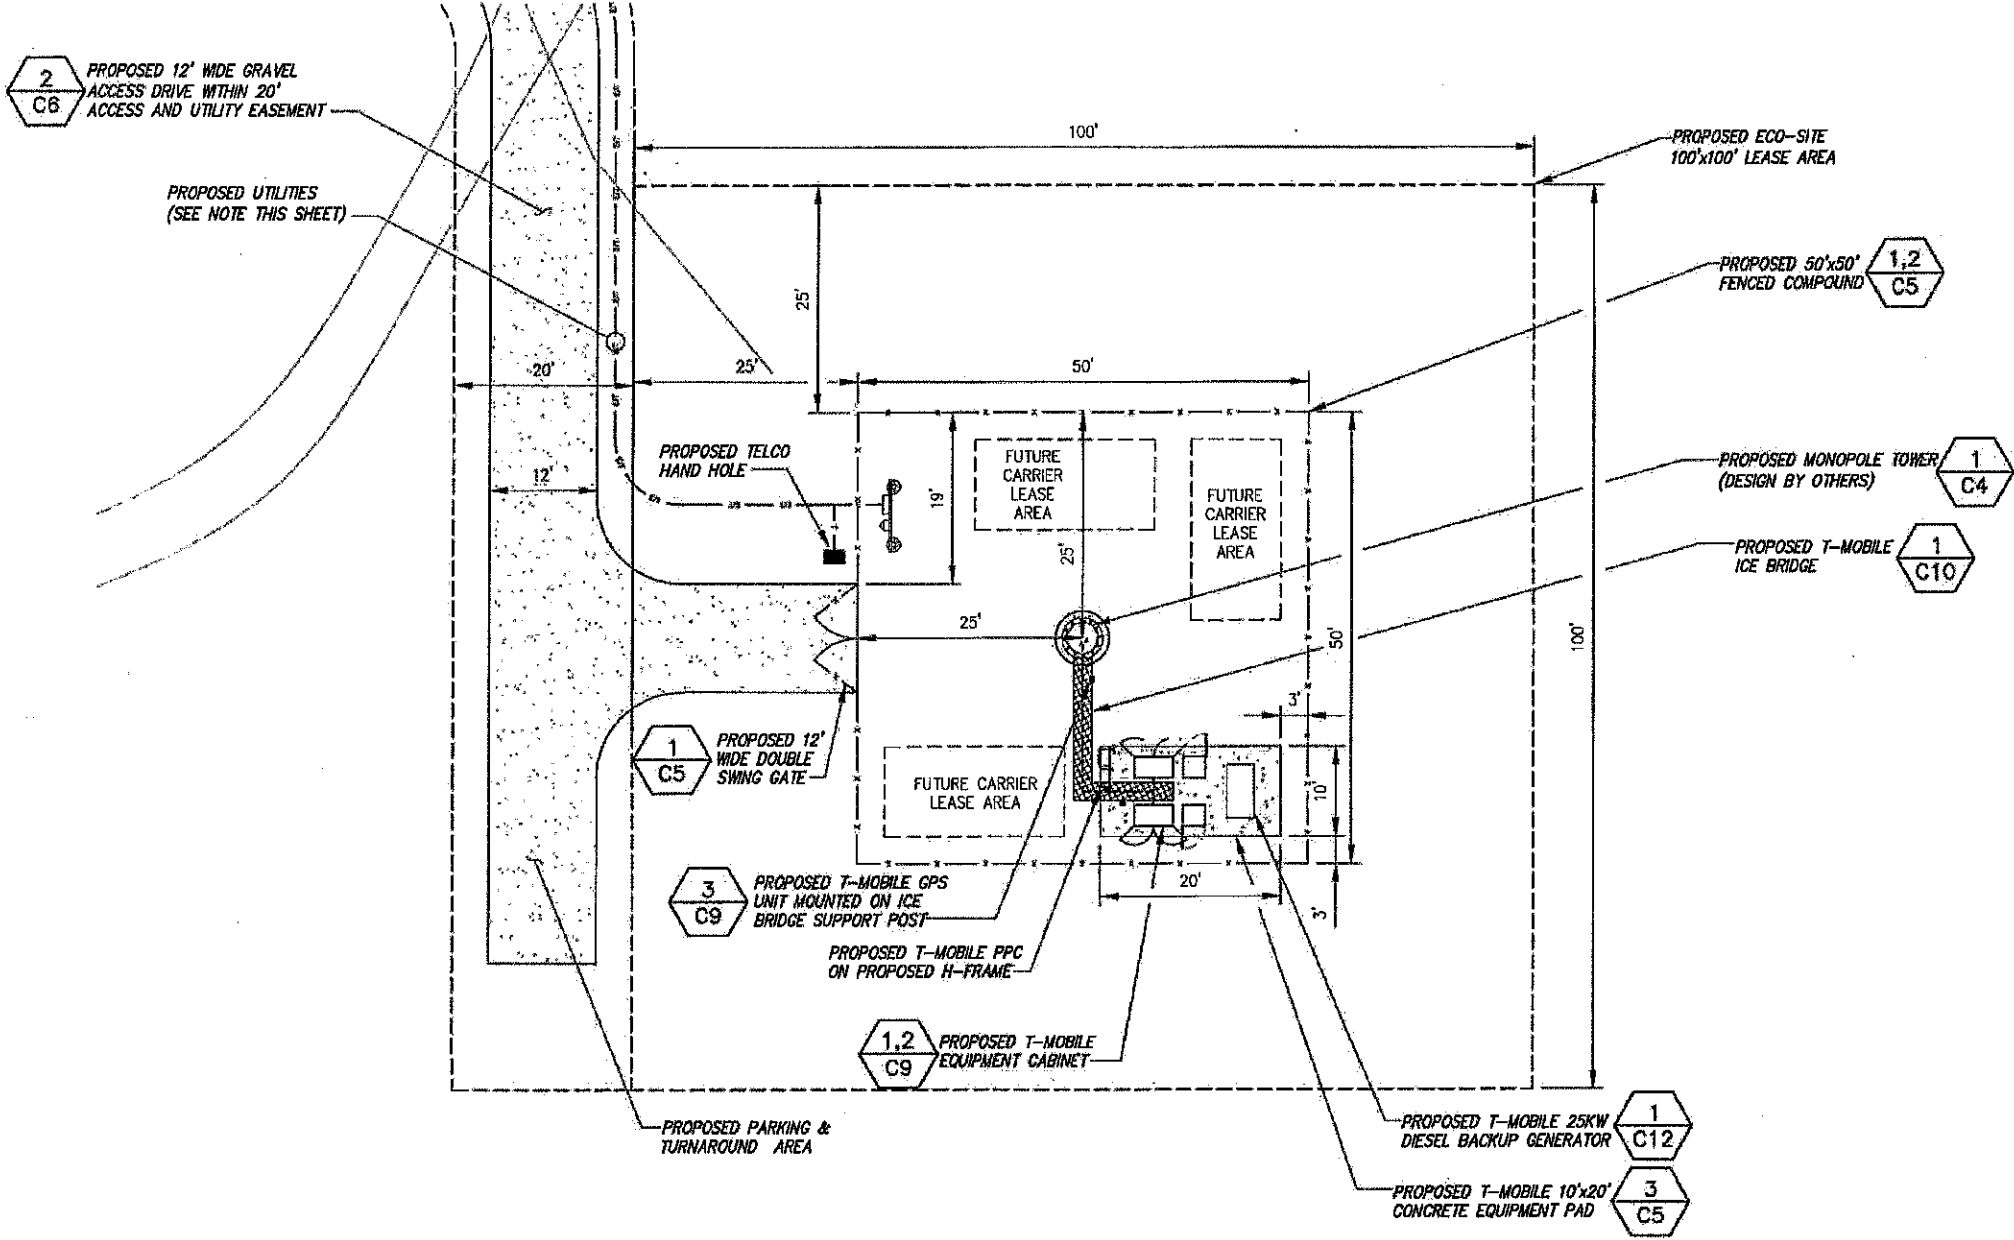 2
C6
PROPOSED 12' WIDE GRAVEL
ACCESS DRIVE WITHIN 20'
ACCESS AND UTILITY EASEMENT
PROPOSED UTILITIES
(SEE NOTE THIS SHEET)
100'
PROPOSED ECO-SITE
100'x100' LEASE AREA
PROPOSED 50'x50'
FENCED COMPOUND
1,2
C5
25'
20'
25'
50'
12'
PROPOSED TELCO
HAND HOLE
19'
FUTURE
CARRIER
LEASE
AREA
FUTURE
CARRIER
LEASE
AREA
25'
PROPOSED MONOPOLE TOWER
(DESIGN BY OTHERS)
1
C4
PROPOSED T-MOBILE
ICE BRIDGE
1
C10
25'
50'
100'
3'
1
C5
PROPOSED 12'
WIDE DOUBLE
SWING GATE
FUTURE CARRIER
LEASE AREA
10'
20'
3'
3
C9
PROPOSED T-MOBILE GPS
UNIT MOUNTED ON ICE
BRIDGE SUPPORT POST
PROPOSED T-MOBILE PPC
ON PROPOSED H-FRAME
1,2
C9
PROPOSED T-MOBILE
EQUIPMENT CABINET
PROPOSED PARKING &
TURNAROUND AREA
PROPOSED T-MOBILE 25KW
DIESEL BACKUP GENERATOR
1
C12
PROPOSED T-MOBILE 10'x20'
CONCRETE EQUIPMENT PAD
3
C5